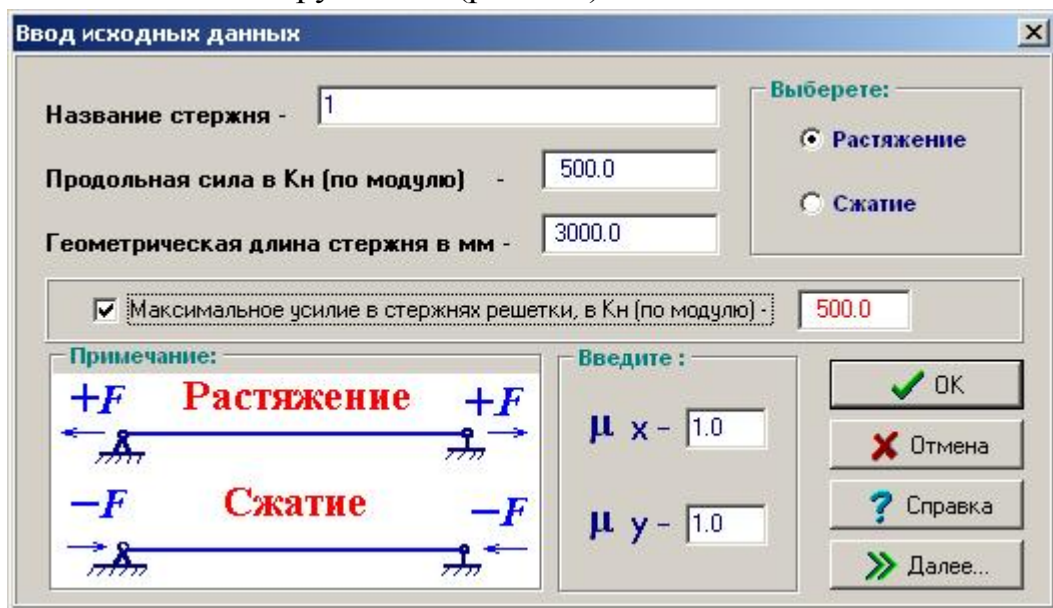 Ввод исходных данных
Название стержня - 1
Продольная сила в Кн (по модулю) - 500.0
Геометрическая длина стержня в мм - 3000.0
Выберете:
Растяжение
Сжатие
Максимальное усилие в стержнях решетки, в Кн (по модулю) - 500.0
Примечание:
+F Растяжение +F
-F Сжатие -F
Введите :
μ x - 1.0
μ y - 1.0
OK
Отмена
? Справка
Далее...